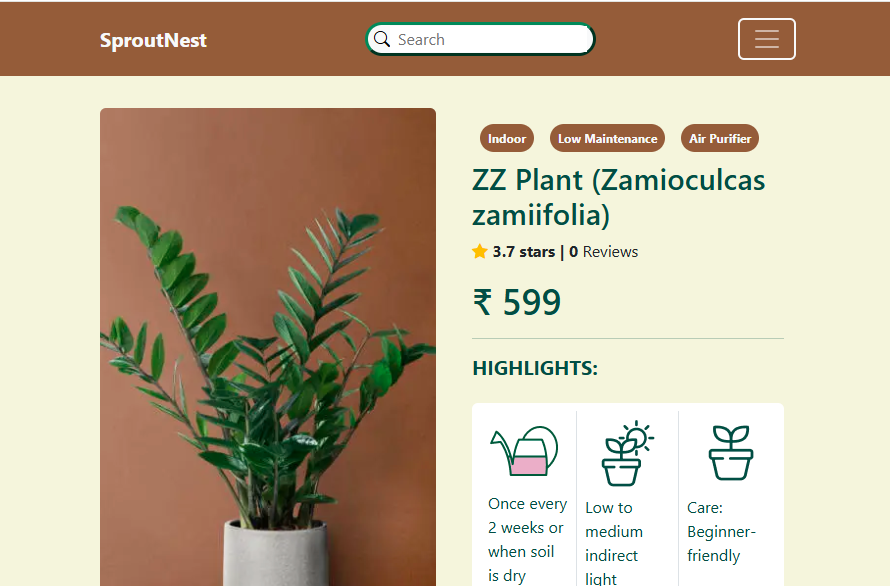 SproutNest
Search
Indoor
Low Maintenance
Air Purifier
ZZ Plant (Zamioculcas
zamiifolia)
3.7 stars | 0 Reviews
₹ 599
HIGHLIGHTS:
Once every
2 weeks or
when soil
is dry
Low to
medium
indirect
light
Care:
Beginner-
friendly